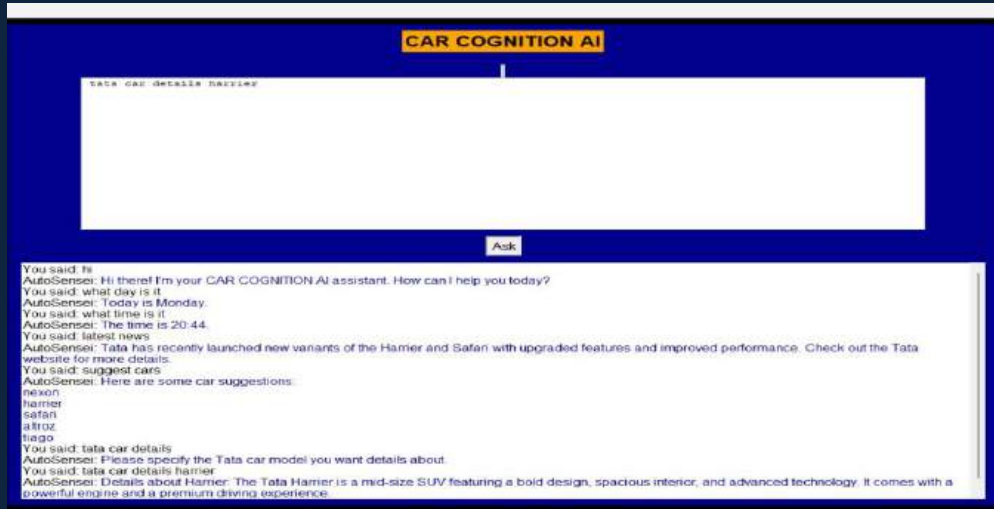 CAR COGNITION AI
tata car details harrier
Ask
You said: hi
AutoSensei: Hi there! I'm your CAR COGNITION AI assistant. How can I help you today?
You said: what day is it
AutoSensei: Today is Monday.
You said: what time is it
AutoSensei: The time is 20:44.
You said: latest news
AutoSensei: Tata has recently launched new variants of the Harrier and Safari with upgraded features and improved performance. Check out the Tata
website for more details.
You said: suggest cars
AutoSensei: Here are some car suggestions:
nexon
harrier
safari
altroz
tiago
You said: tata car details
AutoSensei: Please specify the Tata car model you want details about.
You said: tata car details harrier
AutoSensei: Details about Harrier: The Tata Harrier is a mid-size SUV featuring a bold design, spacious interior, and advanced technology. It comes with a
powerful engine and a premium driving experience.